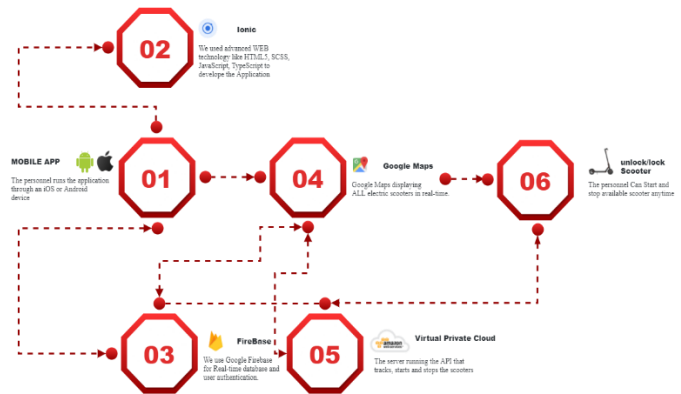 02
Ionic
We used advanced WEB
technology like HTML5, SCSS,
JavaScript, TypeScript to
develope the Application
MOBILE APP
The personnel runs the application
through an iOS or Android
device
01
04
Google Maps
Google Maps displaying
ALL electric scooters in real-time.
06
unlock/lock
Scooter
The personnel Can Start and
stop available scooter anytime
03
FireBase
We use Google Firebase
for Real-time database and
user authentication.
05
amazon
Virtual Private Cloud
The server running the API that
tracks, starts and stops the scooters